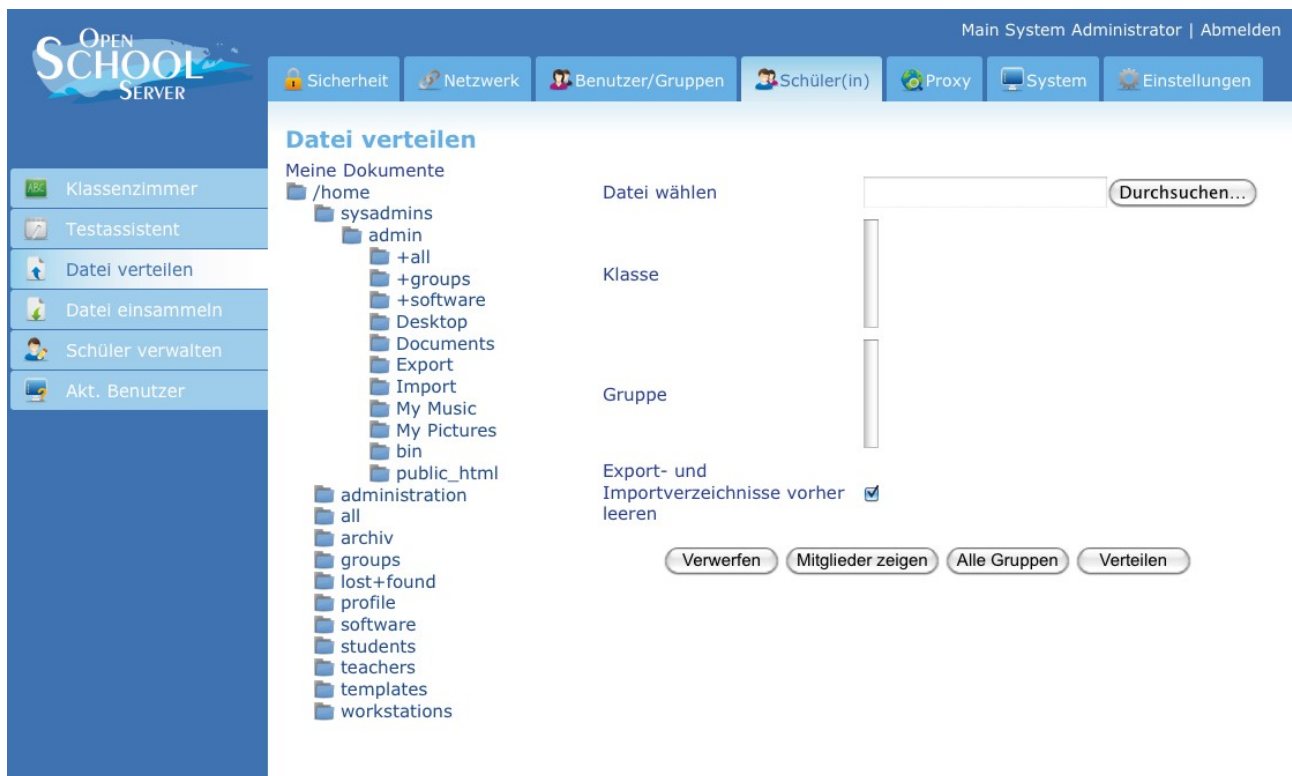 OPEN
SCHOOL
SERVER
Main System Administrator | Abmelden
Sicherheit
Netzwerk
Benutzer/Gruppen
Schüler(in)
Proxy
System
Einstellungen
ABC Klassenzimmer
Testassistent
Datei verteilen
Datei einsammeln
Schüler verwalten
Akt. Benutzer
Datei verteilen
Meine Dokumente
/home
sysadmins
admin
+all
+groups
+software
Desktop
Documents
Export
Import
My Music
My Pictures
bin
public_html
administration
all
archiv
groups
lost+found
profile
software
students
teachers
templates
workstations
Datei wählen
Durchsuchen...
Klasse
Gruppe
Export- und
Importverzeichnisse vorher
leeren
Verwerfen
Mitglieder zeigen
Alle Gruppen
Verteilen